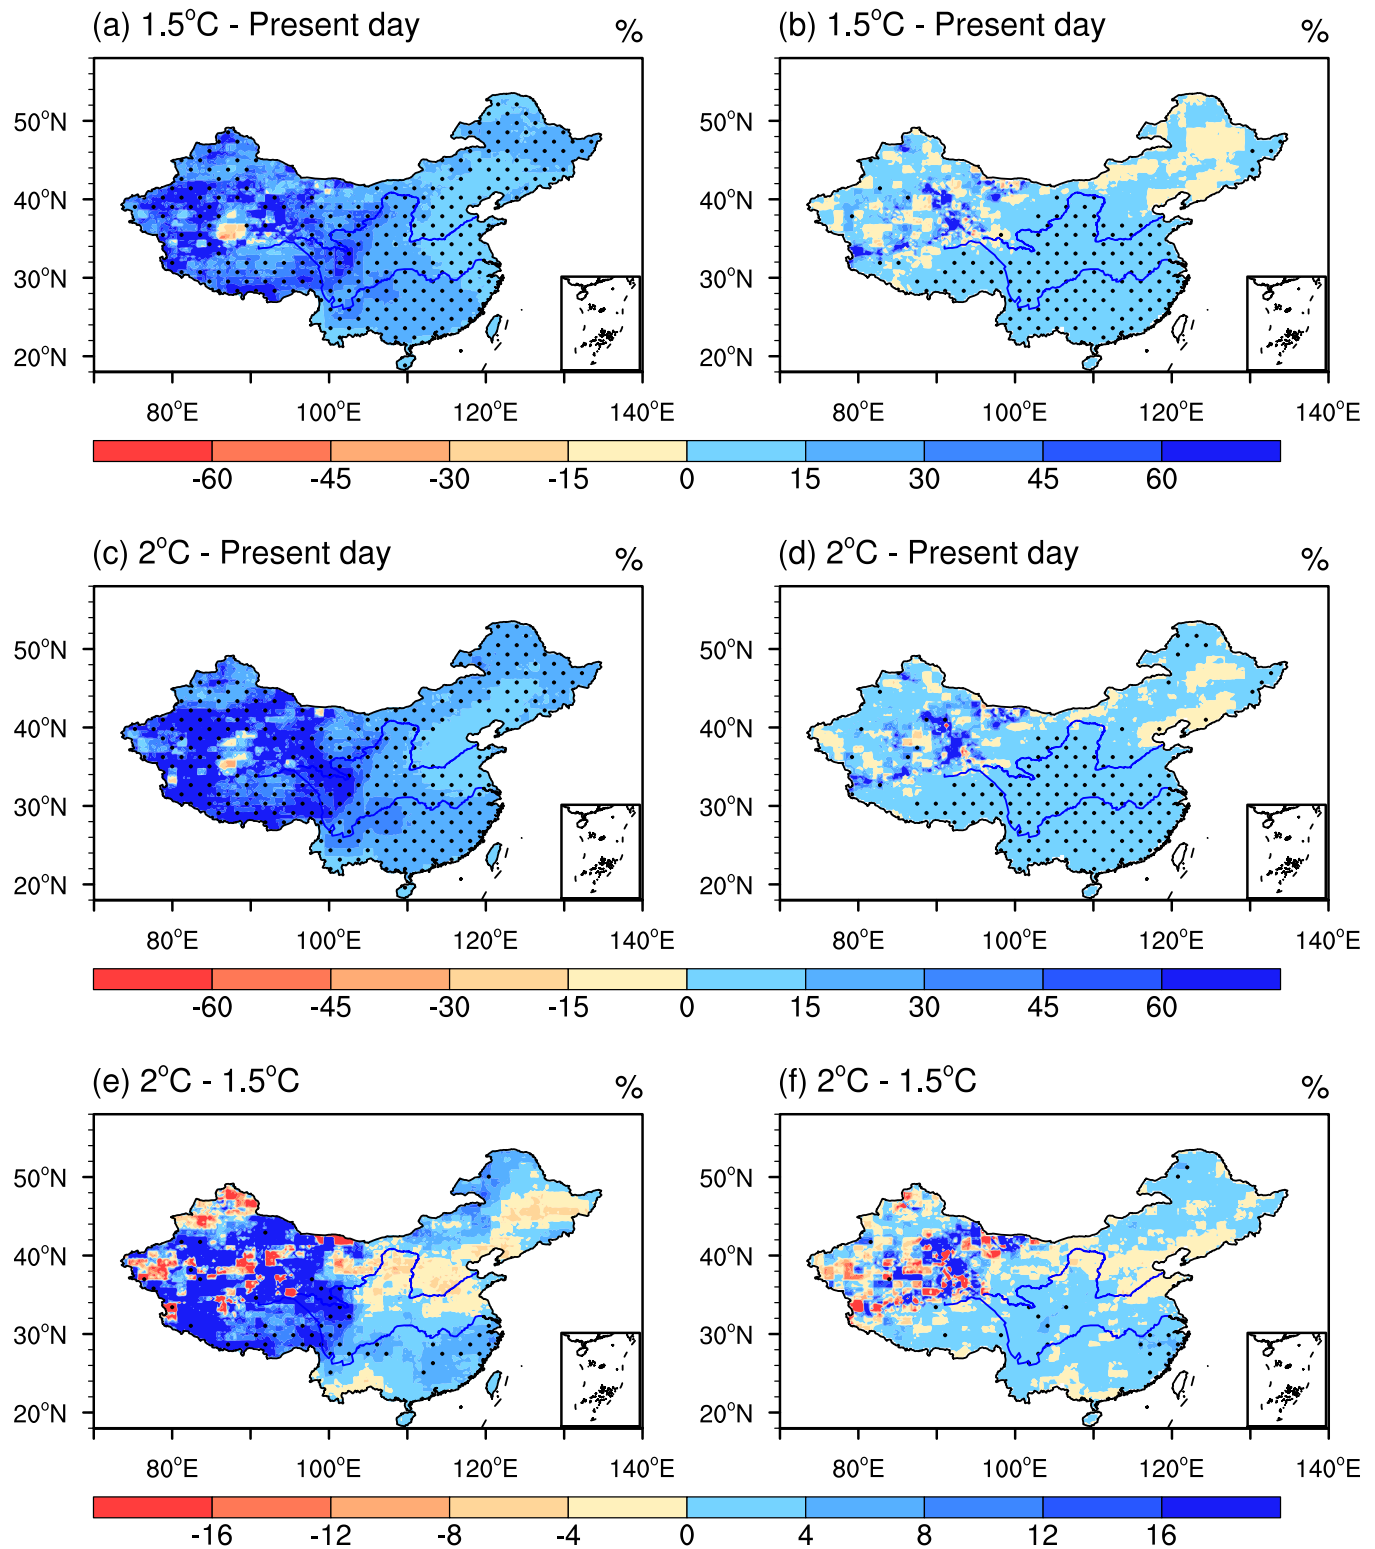 (a) 1.5°C - Present day %
(b) 1.5°C - Present day %
50°N
40°N
30°N
20°N
80°E 100°E 120°E 140°E
80°E 100°E 120°E 140°E
-60 -45 -30 -15 0 15 30 45 60
(c) 2°C - Present day %
(d) 2°C - Present day %
50°N
40°N
30°N
20°N
50°N
40°N
30°N
20°N
80°E 100°E 120°E 140°E
80°E 100°E 120°E 140°E
-60 -45 -30 -15 0 15 30 45 60
(e) 2°C - 1.5°C %
(f) 2°C - 1.5°C %
50°N
40°N
30°N
20°N
50°N
40°N
30°N
20°N
80°E 100°E 120°E 140°E
80°E 100°E 120°E 140°E
-16 -12 -8 -4 0 4 8 12 16